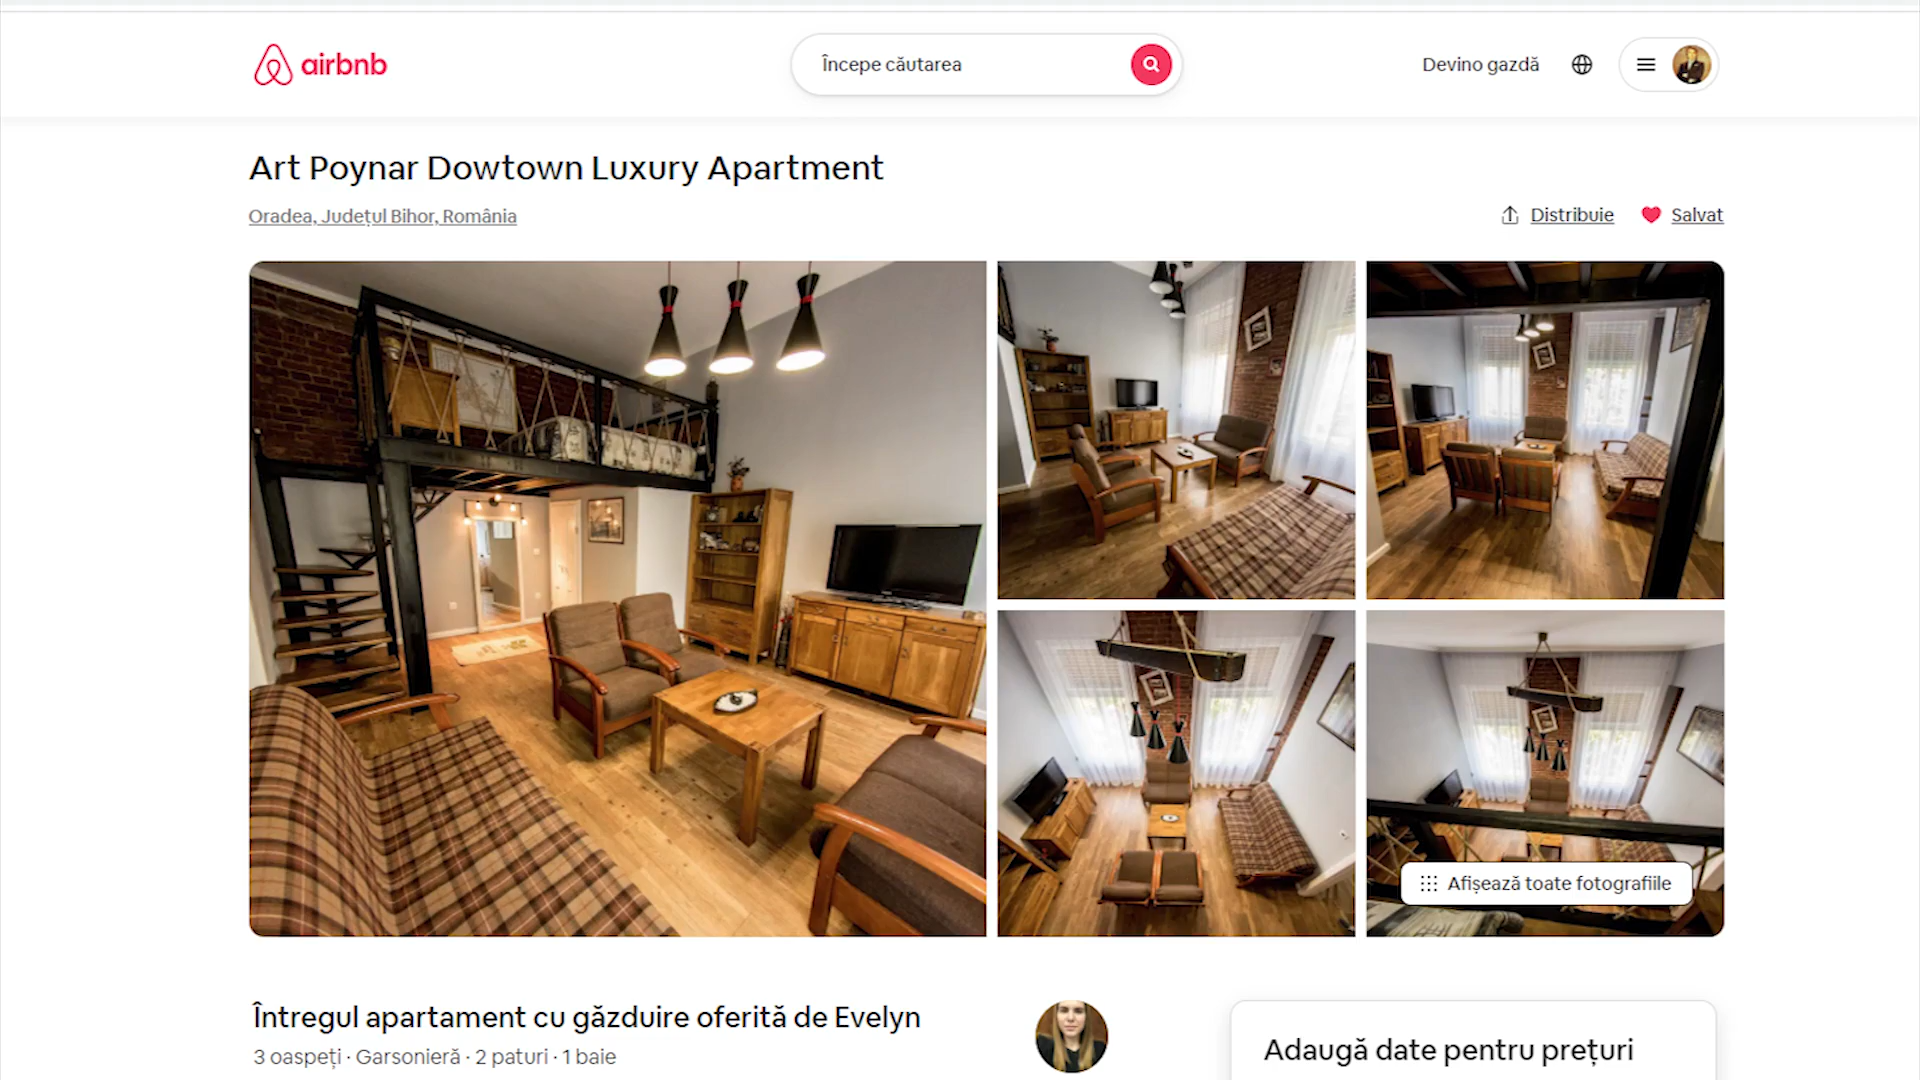 airbnb
Începe căutarea
Devino gazdă
Art Poynar Dowtown Luxury Apartment
Oradea, Județul Bihor, România
Distribuie
Salvat
Afișează toate fotografiile
Întregul apartament cu găzduire oferită de Evelyn
3 oaspeți · Garsonieră · 2 paturi · 1 baie
Adaugă date pentru prețuri